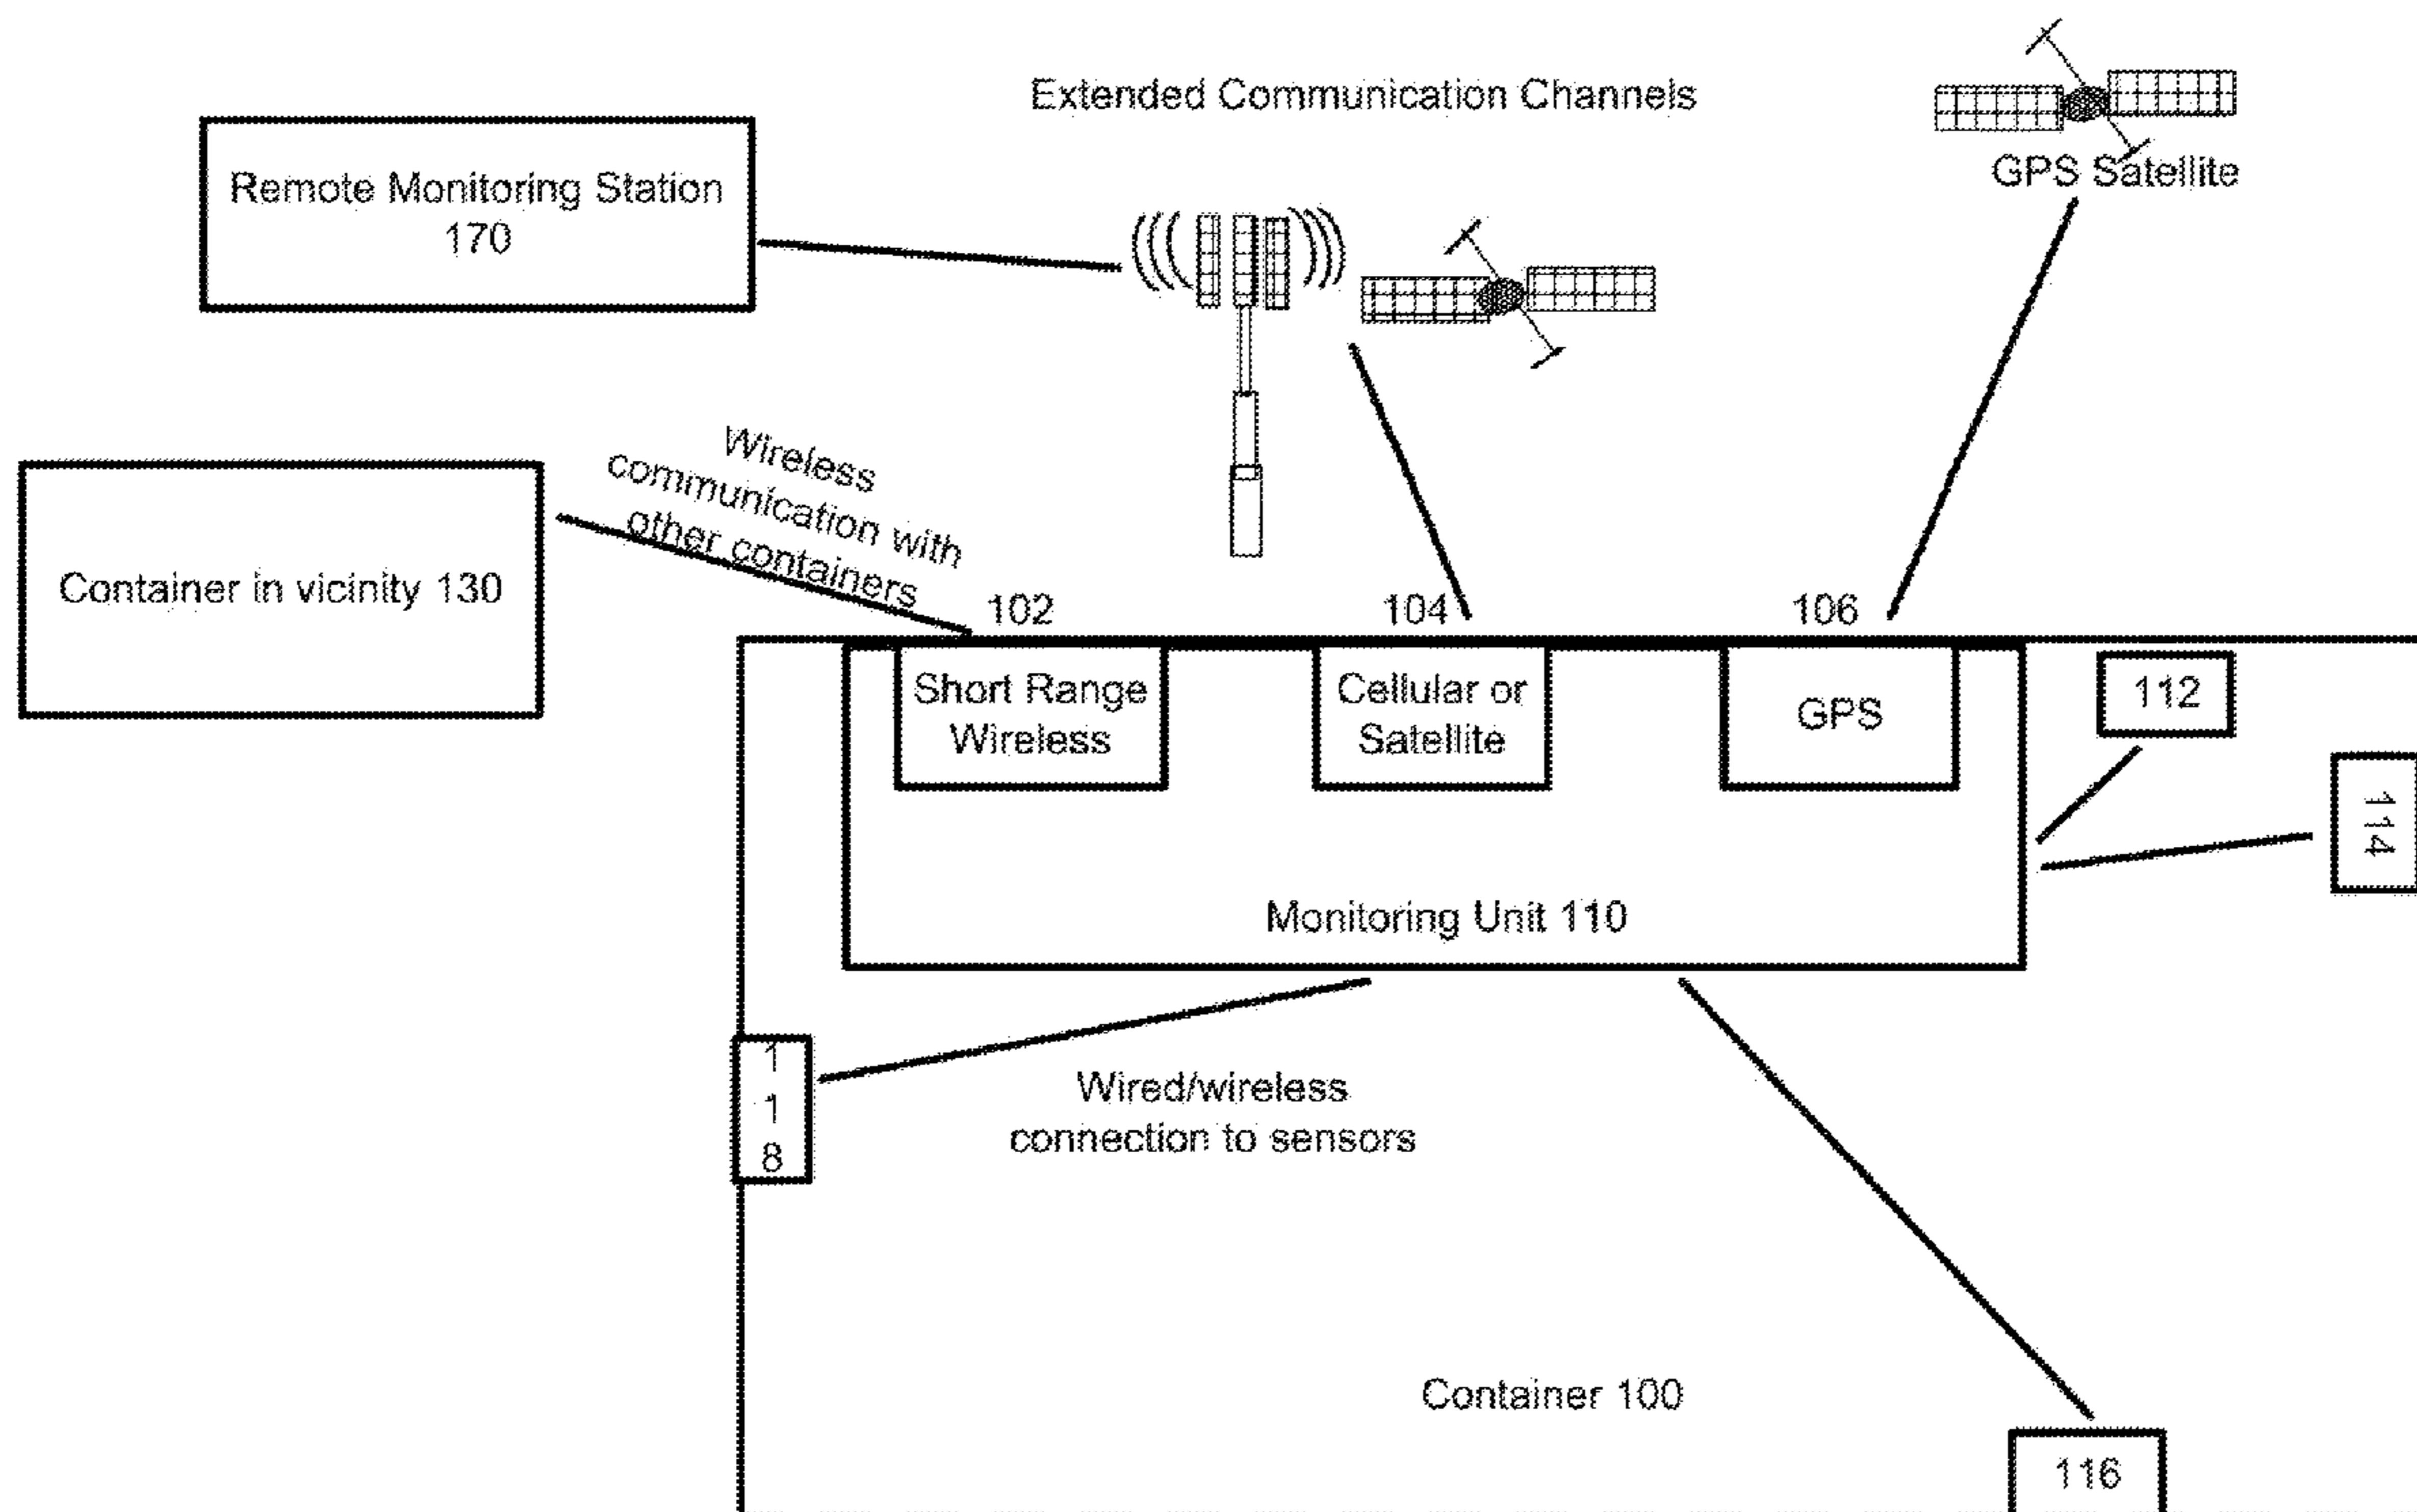 Extended Communication Channels
GPS Satellite
Remote Monitoring Station
170
Wireless
communication with
other containers
Container in vicinity 130
102
104
106
Short Range
Wireless
Cellular or
Satellite
GPS
112
114
Monitoring Unit 110
1
1
8
Wired/wireless
connection to sensors
Container 100
116